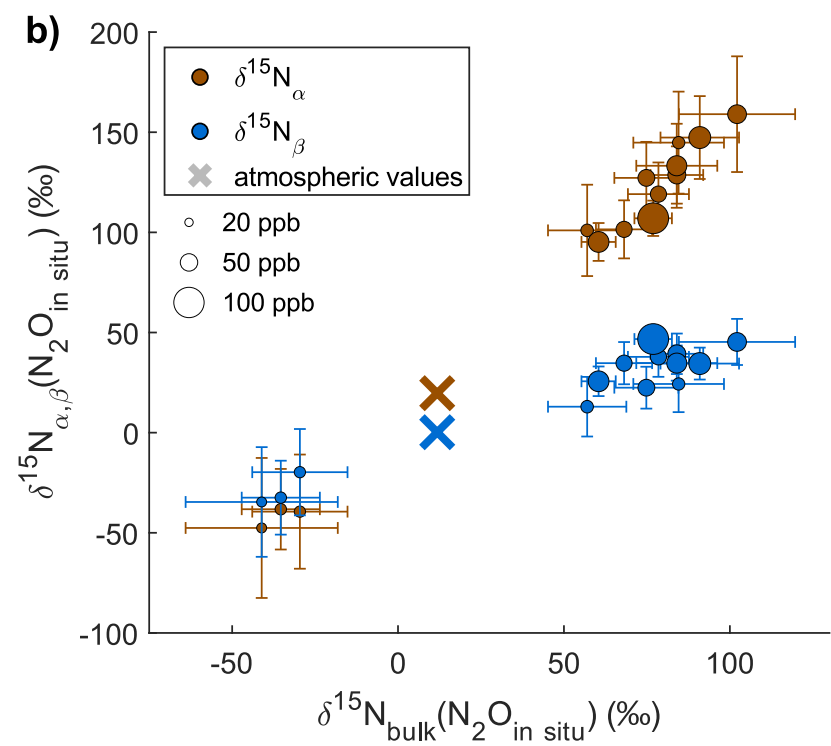 b)
200
150
100
50
0
-50
-100
δ¹⁵Nα
δ¹⁵Nβ
atmospheric values
20 ppb
50 ppb
100 ppb
δ¹⁵Nα,β(N₂Oin situ) (‰)
-50 0 50 100
δ¹⁵Nbulk(N₂Oin situ) (‰)